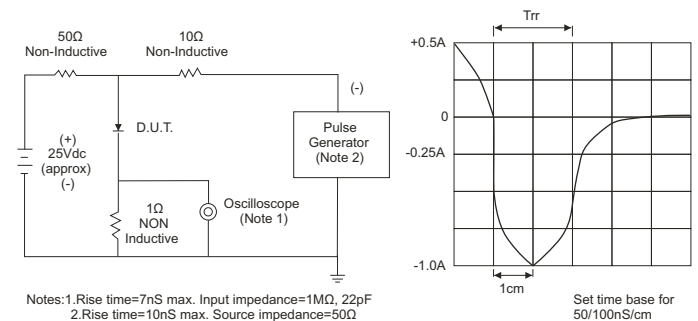 50Ω
Non-Inductive
10Ω
Non-Inductive
(+)
25Vdc
(approx)
(-)
D.U.T.
1Ω
NON
Inductive
Oscilloscope
(Note 1)
(-)
Pulse
Generator
(Note 2)
Notes:1.Rise time=7nS max. Input impedance=1MΩ, 22pF
2.Rise time=10nS max. Source impedance=50Ω
Trr
+0.5A
0
-0.25A
-1.0A
1cm
Set time base for
50/100nS/cm